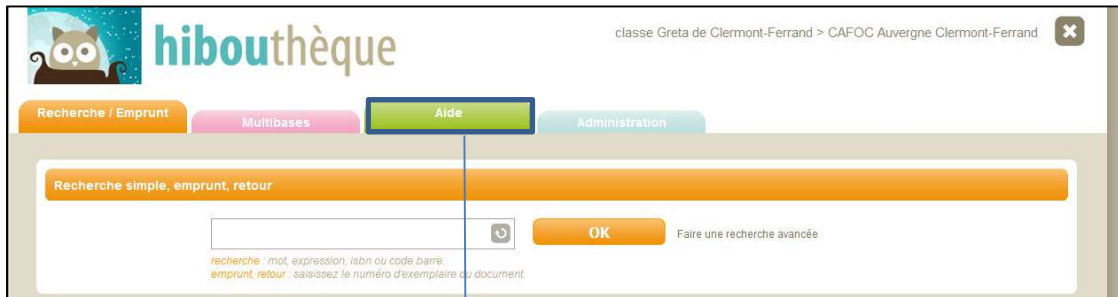 hibouthèque
classe Greta de Clermont-Ferrand > CAFOC Auvergne Clermont-Ferrand
Recherche / Emprunt
Multibases
Aide
Administration
Recherche simple, emprunt, retour
OK
Faire une recherche avancée
recherche : mot, expression, isbn ou code barre.
emprunt, retour : saisissez le numéro d'exemplaire du document.